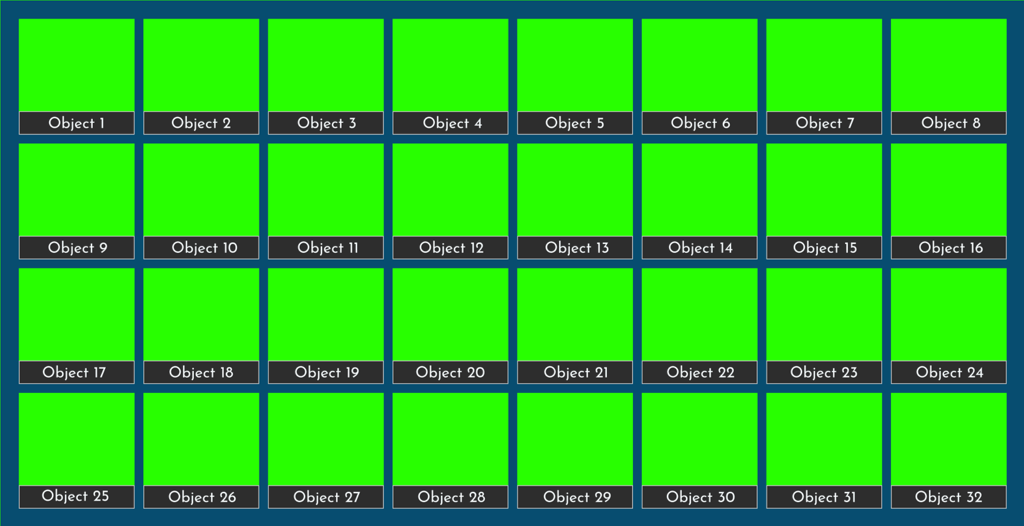 Object 1
Object 2
Object 3
Object 4
Object 5
Object 6
Object 7
Object 8
Object 9
Object 10
Object 11
Object 12
Object 13
Object 14
Object 15
Object 16
Object 17
Object 18
Object 19
Object 20
Object 21
Object 22
Object 23
Object 24
Object 25
Object 26
Object 27
Object 28
Object 29
Object 30
Object 31
Object 32